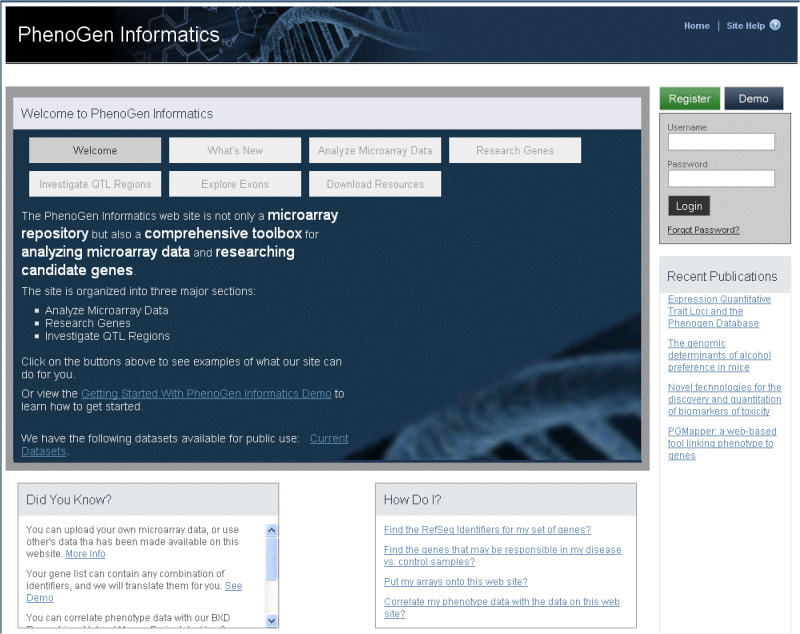 PhenoGen Informatics
Home | Site Help
Welcome to PhenoGen Informatics
Welcome What's New Analyze Microarray Data Research Genes
Investigate QTL Regions Explore Exons Download Resources
The PhenoGen Informatics web site is not only a microarray
repository but also a comprehensive toolbox for
analyzing microarray data and researching
candidate genes.
The site is organized into three major sections:
Analyze Microarray Data
Research Genes
Investigate QTL Regions
Click on the buttons above to see examples of what our site can
do for you.
Or view the Getting Started With PhenoGen Informatics Demo to
learn how to get started.
We have the following datasets available for public use: Current
Datasets.
Register Demo
Username
Password
Login
Forgot Password?
Recent Publications
Expression Quantitative
Trait Loci and the
Phenogen Database
The genomic
determinants of alcohol
preference in mice
Novel technologies for the
discovery and quantitation
of biomarkers of toxicity
PGMapper: a web-based
tool linking phenotype to
genes
Did You Know?
You can upload your own microarray data, or use
other's data tha has been made available on this
website. More Info
Your gene list can contain any combination of
identifiers, and we will translate them for you. See
Demo
You can correlate phenotype data with our BXD
How Do I?
Find the RefSeq Identifiers for my set of genes?
Find the genes that may be responsible in my disease
vs. control samples?
Put my arrays onto this web site?
Correlate my phenotype data with the data on this web
site?